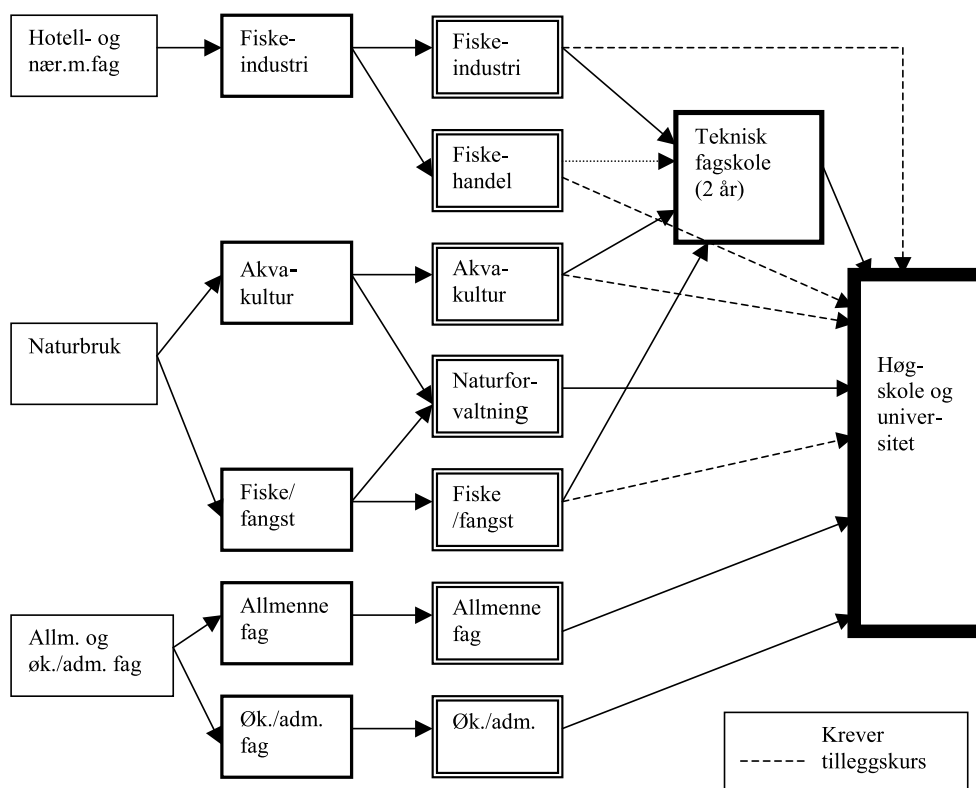 Hotell- og
nær.m.fag
Fiske-
industri
Fiske-
industri
Fiske-
handel
Teknisk
fagskole
(2 år)
Naturbruk
Akva-
kultur
Akva-
kultur
Naturfor-
valtning
Fiske/
fangst
Fiske
/fangst
Høg-
skole og
univer-
sitet
Allm. og
øk./adm. fag
Allmenne
fag
Allmenne
fag
Øk./adm.
fag
Øk./adm.
Krever
tilleggskurs